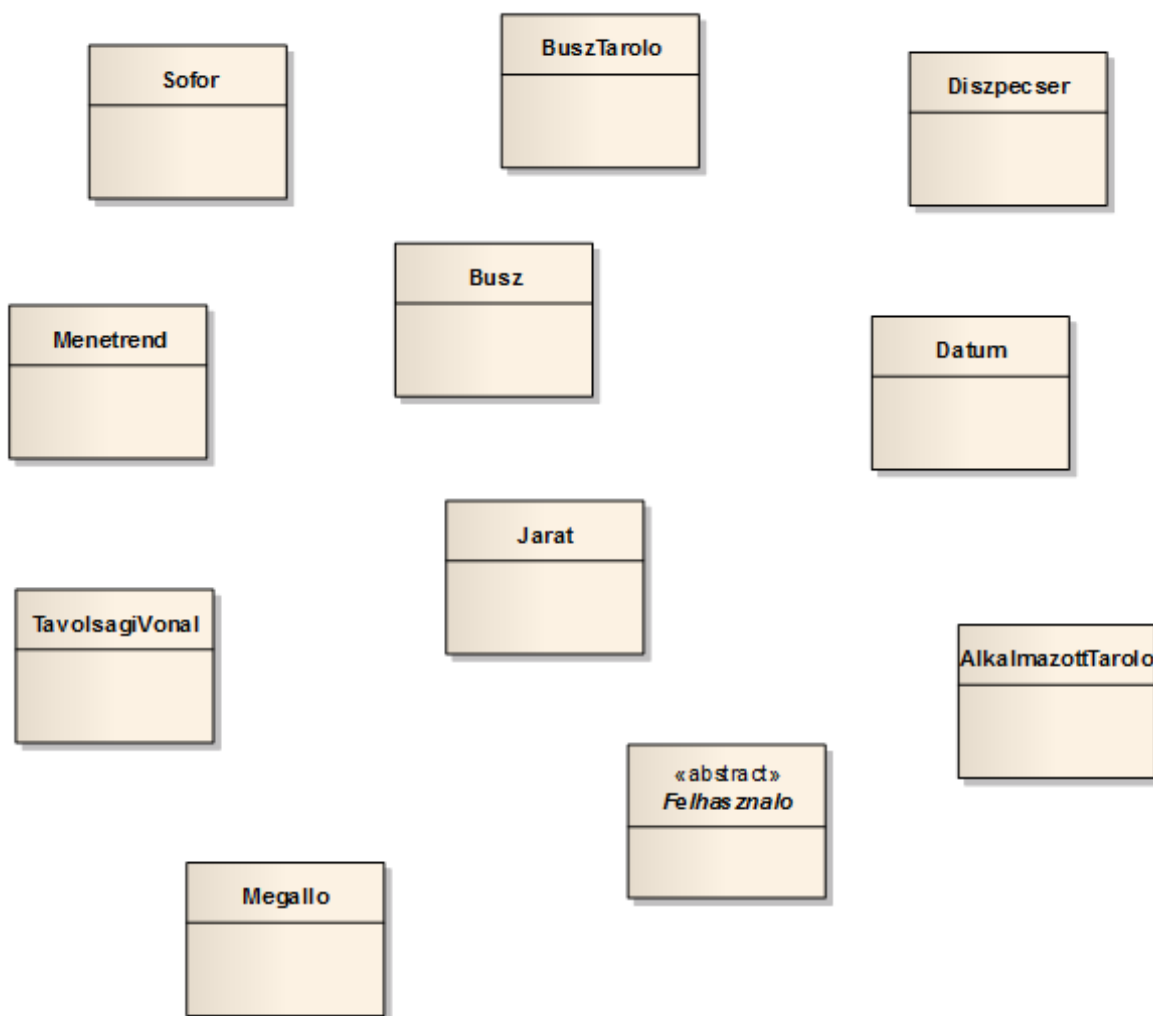 Sofor
BuszTarolo
Diszpecser
Busz
Menetrend
Datum
Jarat
TavolsagiVonal
AlkalmazottTarolo
«abstract»
Felhasznalo
Megallo